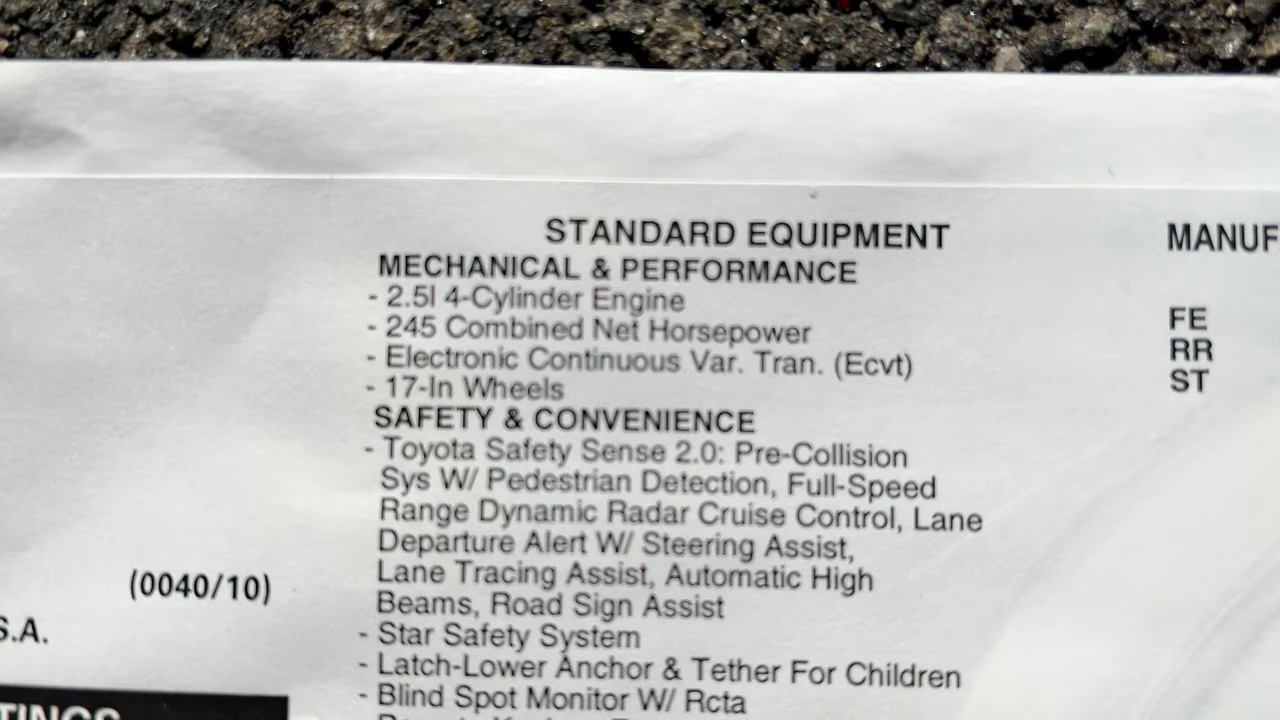 STANDARD EQUIPMENT
MECHANICAL & PERFORMANCE
- 2.5l 4-Cylinder Engine
- 245 Combined Net Horsepower
- Electronic Continuous Var. Tran. (Ecvt)
- 17-In Wheels
SAFETY & CONVENIENCE
- Toyota Safety Sense 2.0: Pre-Collision
Sys W/ Pedestrian Detection, Full-Speed
Range Dynamic Radar Cruise Control, Lane
Departure Alert W/ Steering Assist,
Lane Tracing Assist, Automatic High
Beams, Road Sign Assist
- Star Safety System
- Latch-Lower Anchor & Tether For Children
- Blind Spot Monitor W/ Rcta
MANUF
FE
RR
ST
(0040/10)
S.A.
TINGS